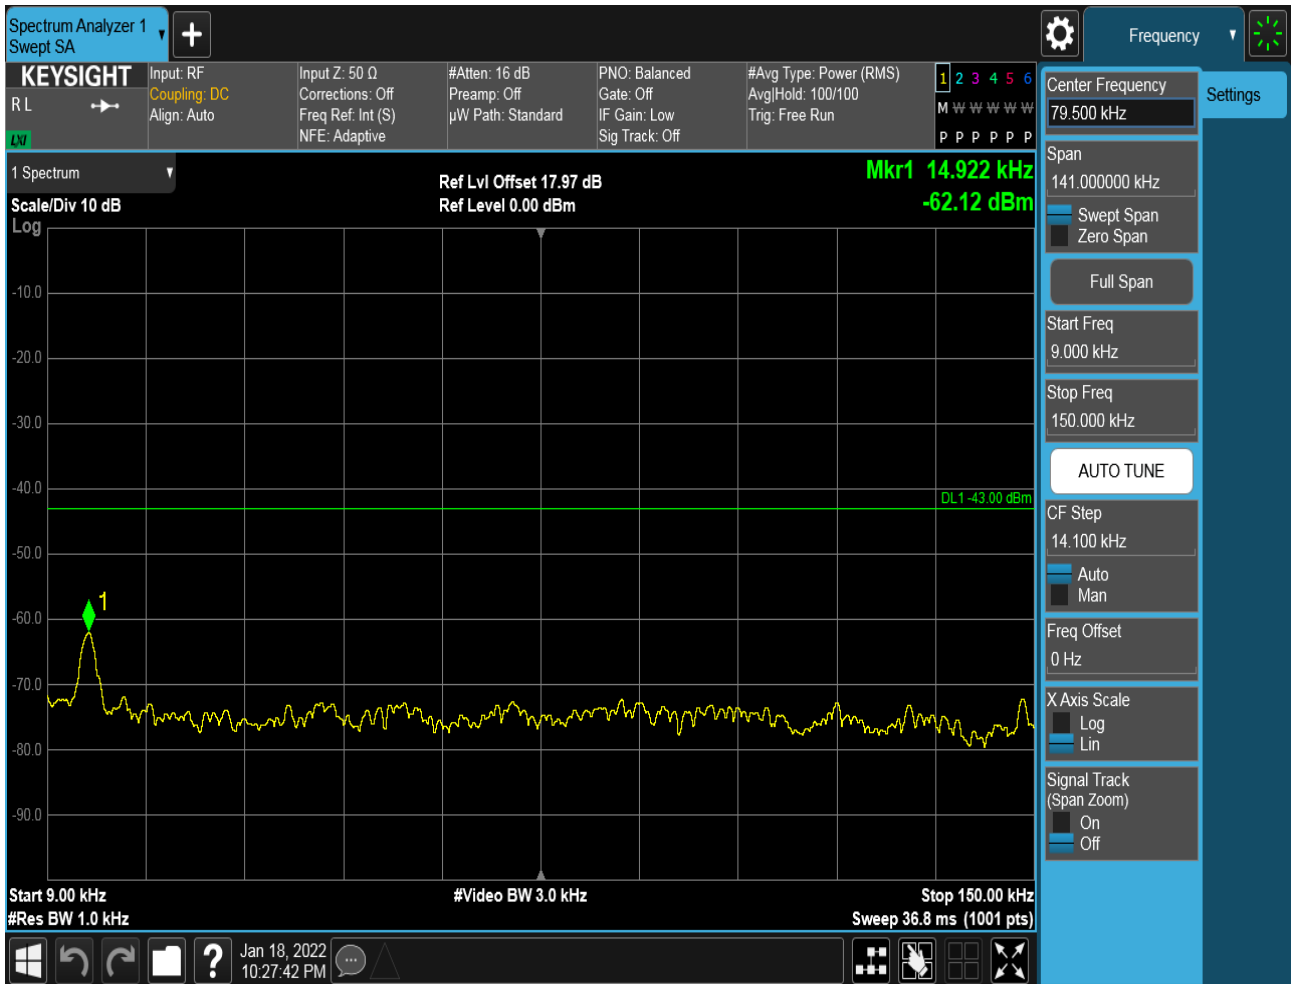 Spectrum Analyzer 1
Swept SA
Frequency
KEYSIGHT
R L
LXI
Input: RF
Coupling: DC
Align: Auto
Input Z: 50 Ω
Corrections: Off
Freq Ref: Int (S)
NFE: Adaptive
#Atten: 16 dB
Preamp: Off
µW Path: Standard
PNO: Balanced
Gate: Off
IF Gain: Low
Sig Track: Off
#Avg Type: Power (RMS)
Avg|Hold: 100/100
Trig: Free Run
1 2 3 4 5 6
M W W W W W
P P P P P P
1 Spectrum
Scale/Div 10 dB
Log
Ref Lvl Offset 17.97 dB
Ref Level 0.00 dBm
Mkr1 14.922 kHz
-62.12 dBm
-10.0
-20.0
-30.0
-40.0
DL1 -43.00 dBm
-50.0
1
-60.0
-70.0
-80.0
-90.0
Start 9.00 kHz
#Video BW 3.0 kHz
Stop 150.00 kHz
#Res BW 1.0 kHz
Sweep 36.8 ms (1001 pts)
Center Frequency
79.500 kHz
Settings
Span
141.000000 kHz
Swept Span
Zero Span
Full Span
Start Freq
9.000 kHz
Stop Freq
150.000 kHz
AUTO TUNE
CF Step
14.100 kHz
Auto
Man
Freq Offset
0 Hz
X Axis Scale
Log
Lin
Signal Track
(Span Zoom)
On
Off
?
Jan 18, 2022
10:27:42 PM